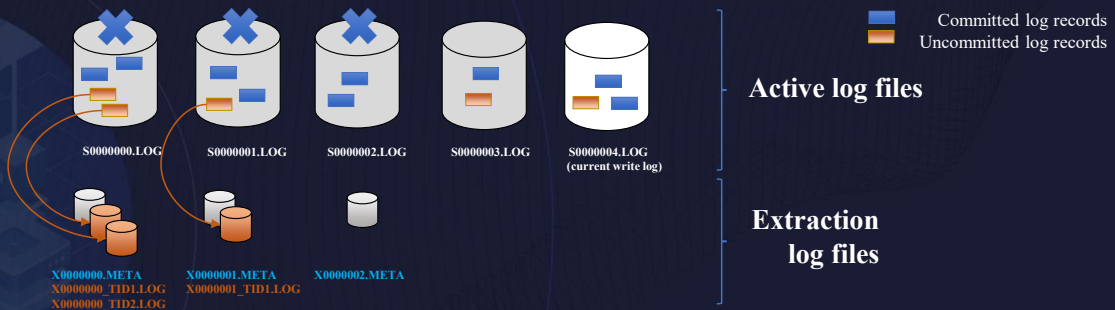 Committed log records
Uncommitted log records
Active log files
S0000000.LOG
S0000001.LOG
S0000002.LOG
S0000003.LOG
S0000004.LOG
(current write log)
Extraction
log files
X0000000.META
X0000000_TID1.LOG
X0000000_TID2.LOG
X0000001.META
X0000001_TID1.LOG
X0000002.META